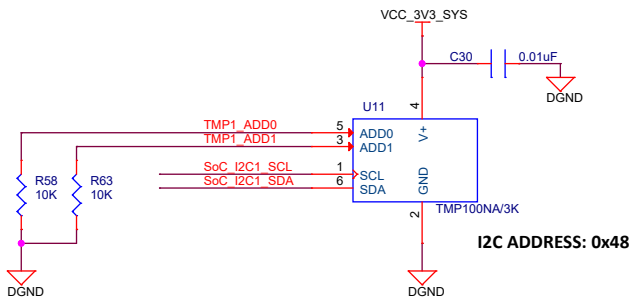 VCC_3V3_SYS
C30 0.01uF
DGND
U11
4
V+
TMP1_ADD0 5 ADD0
TMP1_ADD1 3 ADD1
SoC_I2C1_SCL 1 SCL
SoC_I2C1_SDA 6 SDA
GND
2
TMP100NA/3K
R58 R63
10K 10K
I2C ADDRESS: 0x48
DGND DGND